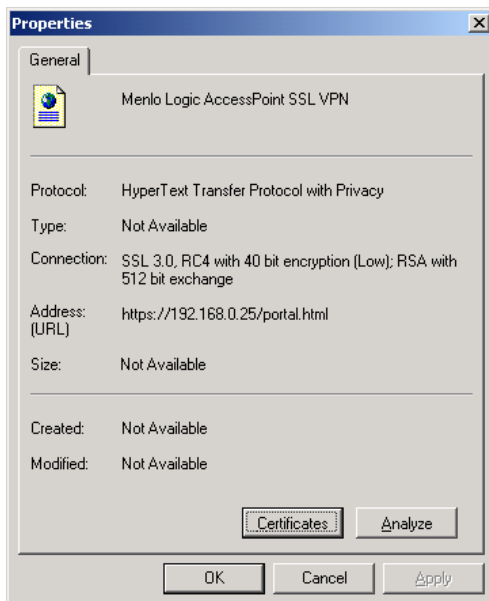 Properties
General
Menlo Logic AccessPoint SSL VPN
Protocol: HyperText Transfer Protocol with Privacy
Type: Not Available
Connection: SSL 3.0, RC4 with 40 bit encryption (Low); RSA with
512 bit exchange
Address: https://192.168.0.25/portal.html
(URL)
Size: Not Available
Created: Not Available
Modified: Not Available
Certificates Analyze
OK Cancel Apply